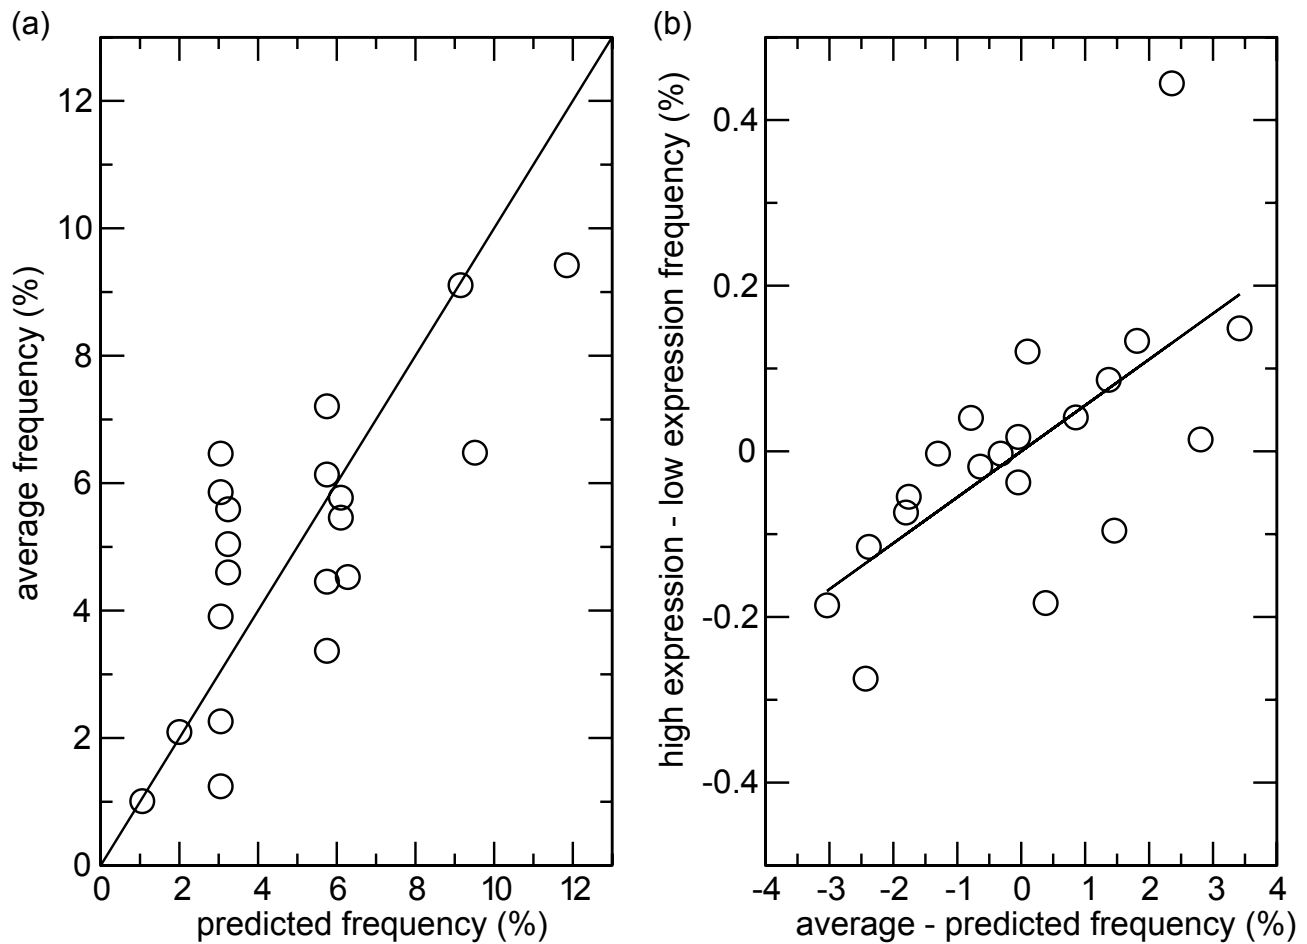 (a)
average frequency (%)
12
10
8
6
4
2
0
0 2 4 6 8 10 12
predicted frequency (%)
(b)
high expression - low expression frequency (%)
0.4
0.2
0
-0.2
-0.4
-4 -3 -2 -1 0 1 2 3 4
average - predicted frequency (%)